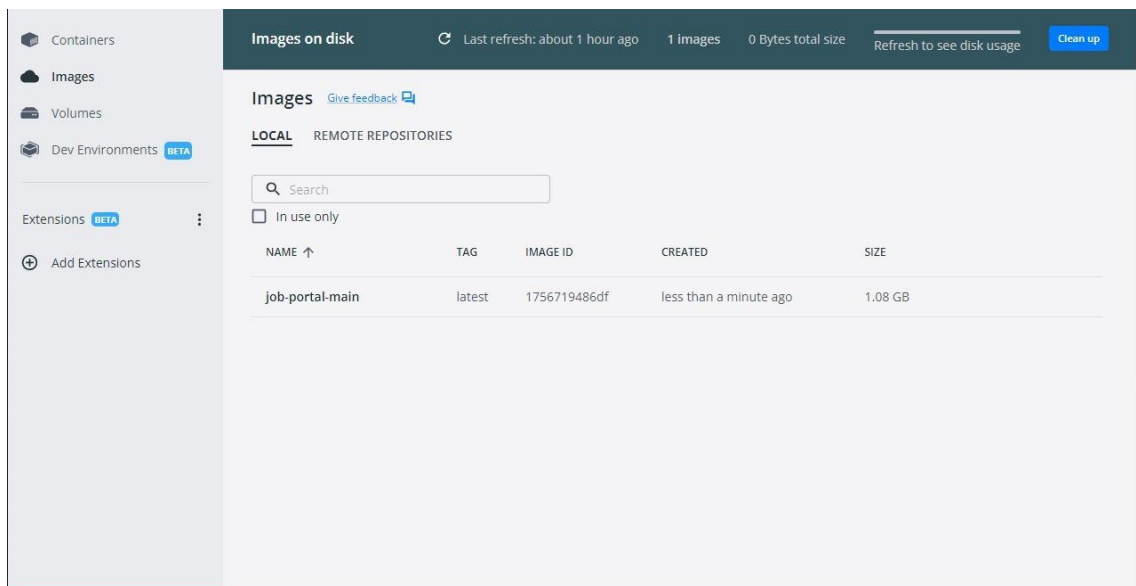 Containers
Images
Volumes
Dev Environments BETA
Extensions BETA
Add Extensions
Images on disk Last refresh: about 1 hour ago 1 images 0 Bytes total size Refresh to see disk usage Clean up
Images Give feedback
LOCAL REMOTE REPOSITORIES
Search
In use only
NAME TAG IMAGE ID CREATED SIZE
job-portal-main latest 1756719486df less than a minute ago 1.08 GB